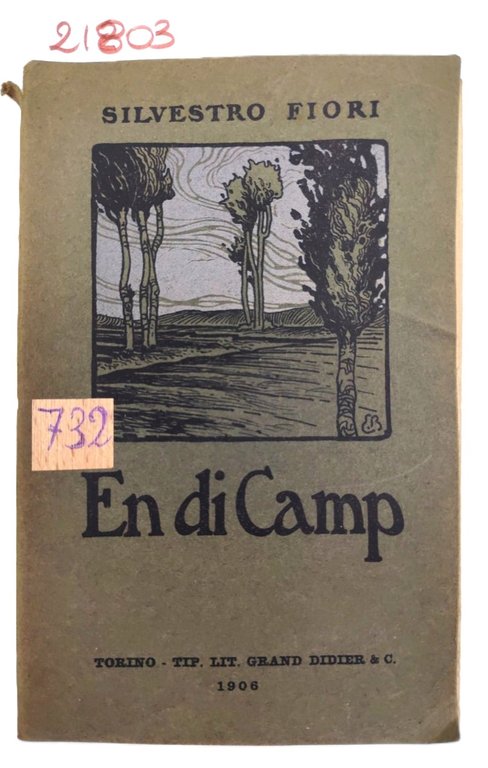 21803
SILVESTRO FIORI
732
En di Camp
TORINO - TIP. LIT. GRAND DIDIER & C.
1906